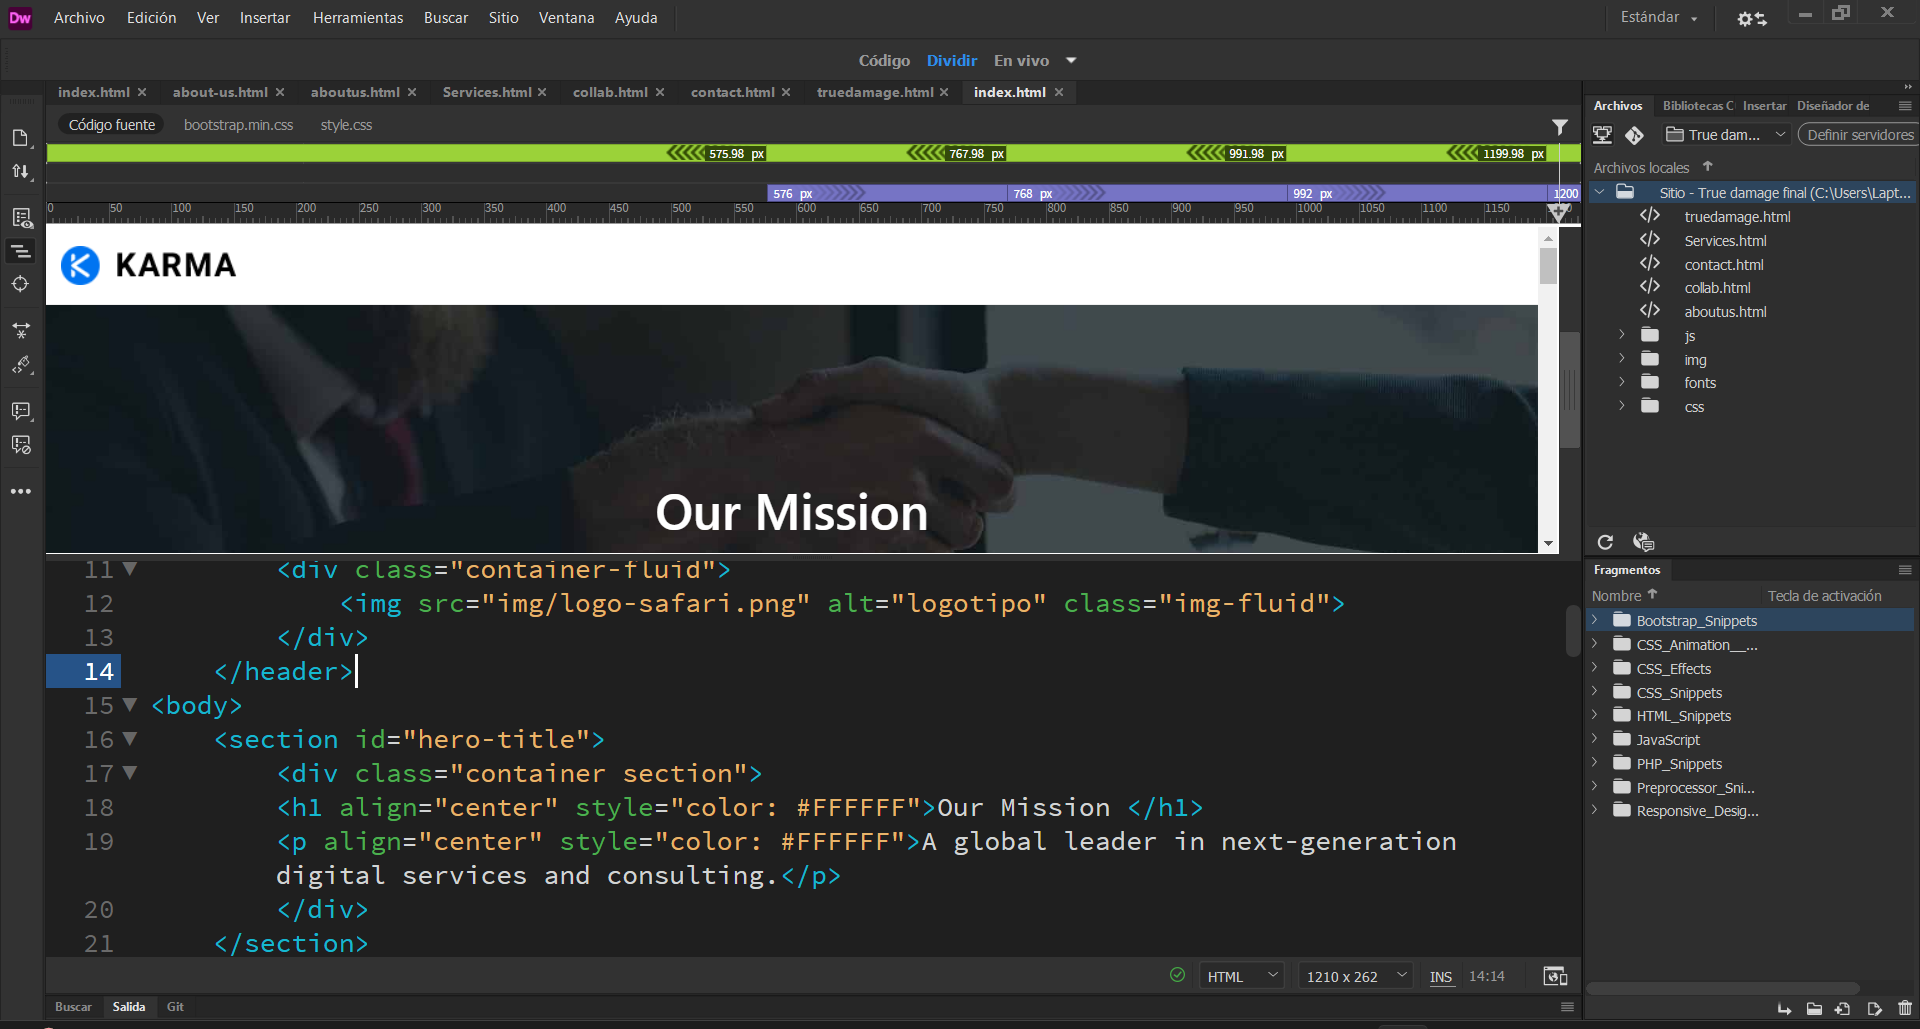 Dw Archivo Edición Ver Insertar Herramientas Buscar Sitio Ventana Ayuda Estándar
Código Dividir En vivo
index.html about-us.html aboutus.html Services.html collab.html contact.html truedamage.html index.html
Código fuente bootstrap.min.css style.css
575.98 px 767.98 px 991.98 px 1199.98 px
576 px 768 px 992 px 1200
0 50 100 150 200 250 300 350 400 450 500 550 600 650 700 750 800 850 900 950 1000 1050 1100 1150
KARMA
Our Mission
11 <div class="container-fluid">
12 <img src="img/logo-safari.png" alt="logotipo" class="img-fluid">
13 </div>
14 </header>
15 <body>
16 <section id="hero-title">
17 <div class="container section">
18 <h1 align="center" style="color: #FFFFFF">Our Mission </h1>
19 <p align="center" style="color: #FFFFFF">A global leader in next-generation
digital services and consulting.</p>
20 </div>
21 </section>
HTML 1210 x 262 INS 14:14
Buscar Salida Git
Archivos Bibliotecas C Insertar Diseñador de
True dam... Definir servidores
Archivos locales
Sitio - True damage final (C:\Users\Lapt...
truedamage.html
Services.html
contact.html
collab.html
aboutus.html
js
img
fonts
css
Fragmentos
Nombre Tecla de activación
Bootstrap_Snippets
CSS_Animation__...
CSS_Effects
CSS_Snippets
HTML_Snippets
JavaScript
PHP_Snippets
Preprocessor_Sni...
Responsive_Desig...